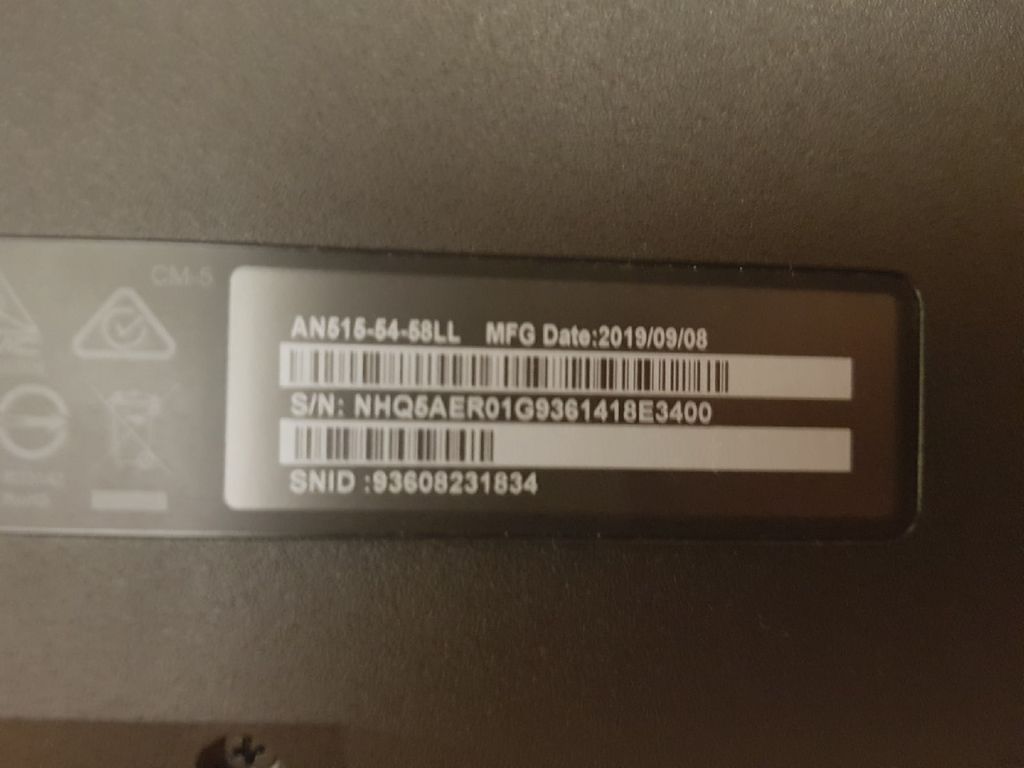 CM-5
AN515-54-58LL MFG Date:2019/09/08
S/N: NHQ5AER01G9361418E3400
SNID :93608231834